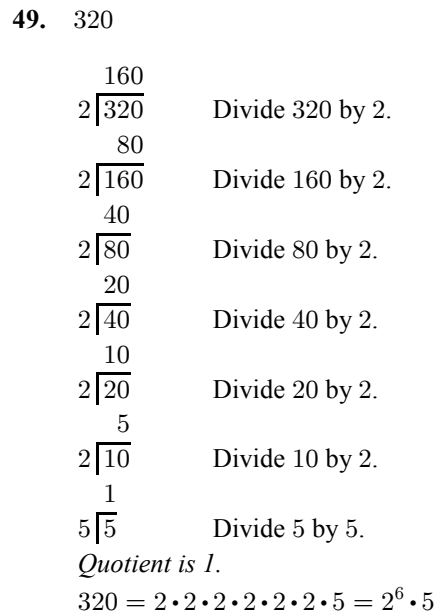 49. 320
160
2 320 Divide 320 by 2.
80
2 160 Divide 160 by 2.
40
2 80 Divide 80 by 2.
20
2 40 Divide 40 by 2.
10
2 20 Divide 20 by 2.
5
2 10 Divide 10 by 2.
1
5 5 Divide 5 by 5.
Quotient is 1.
320 = 2 • 2 • 2 • 2 • 2 • 2 • 5 = 2⁶ • 5